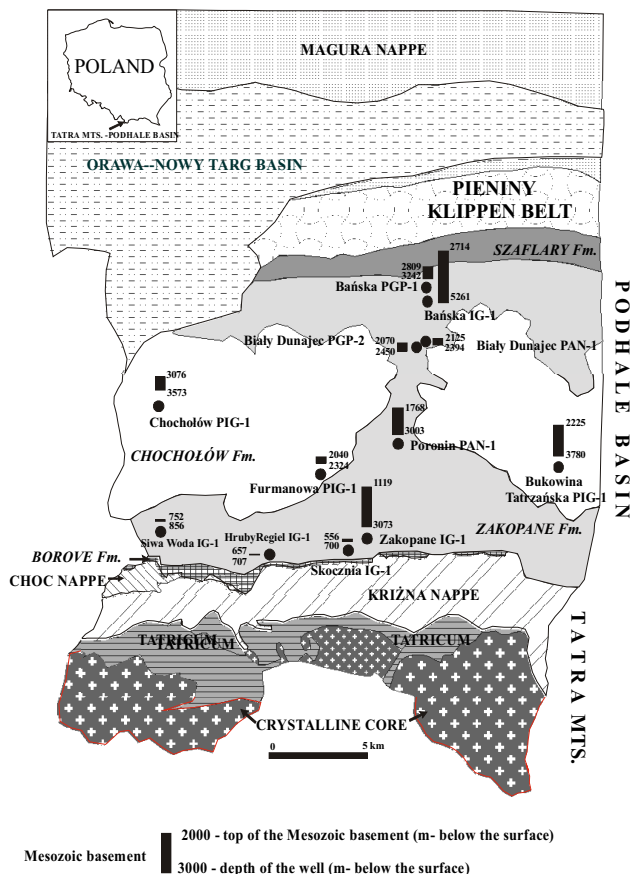 MAGURA NAPPE
POLAND
TATRA MTS. -PODHALE BASIN
ORAWA--NOWY TARG BASIN
PIENINY
KLIPPEN BELT
SZAFLARY Fm.
2714
2809
3242
Bańska PGP-1
5261
Bańska IG-1
PODHALE BASIN
Biały Dunajec PGP-2
2070
2450
2125
2394
Biały Dunajec PAN-1
3076
3573
Chochołów PIG-1
1768
3003
Poronin PAN-1
2225
3780
Bukowina
Tatrzańska PIG-1
CHOCHOŁÓW Fm.
2040
2324
Furmanowa PIG-1
1119
3073
Zakopane IG-1
ZAKOPANE Fm.
752
856
Siwa Woda IG-1
HrubyRegiel IG-1
657
707
556
700
Skocznia IG-1
BOROVE Fm.
CHOC NAPPE
KRIŽNA NAPPE
TATRICUM
TATRICUM
TATRICUM
TATRA MTS.
CRYSTALLINE CORE
0 5 km
Mesozoic basement
2000 - top of the Mesozoic basement (m- below the surface)
3000 - depth of the well (m- below the surface)